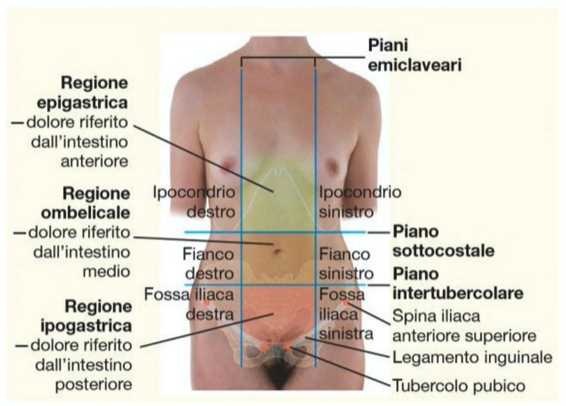 Piani
emiclaveari
Regione
epigastrica
—dolore riferito
dall'intestino
anteriore
Regione
ombelicale
—dolore riferito
dall'intestino
medio
Regione
ipogastrica
—dolore riferito
dall'intestino
posteriore
Ipocondrio
destro
Ipocondrio
sinistro
Fianco
destro
Fianco
sinistro
Fossa iliaca
destra
Fossa
iliaca
sinistra
Piano
sottocostale
Piano
intertubercolare
Spina iliaca
anteriore superiore
Legamento inguinale
Tubercolo pubico